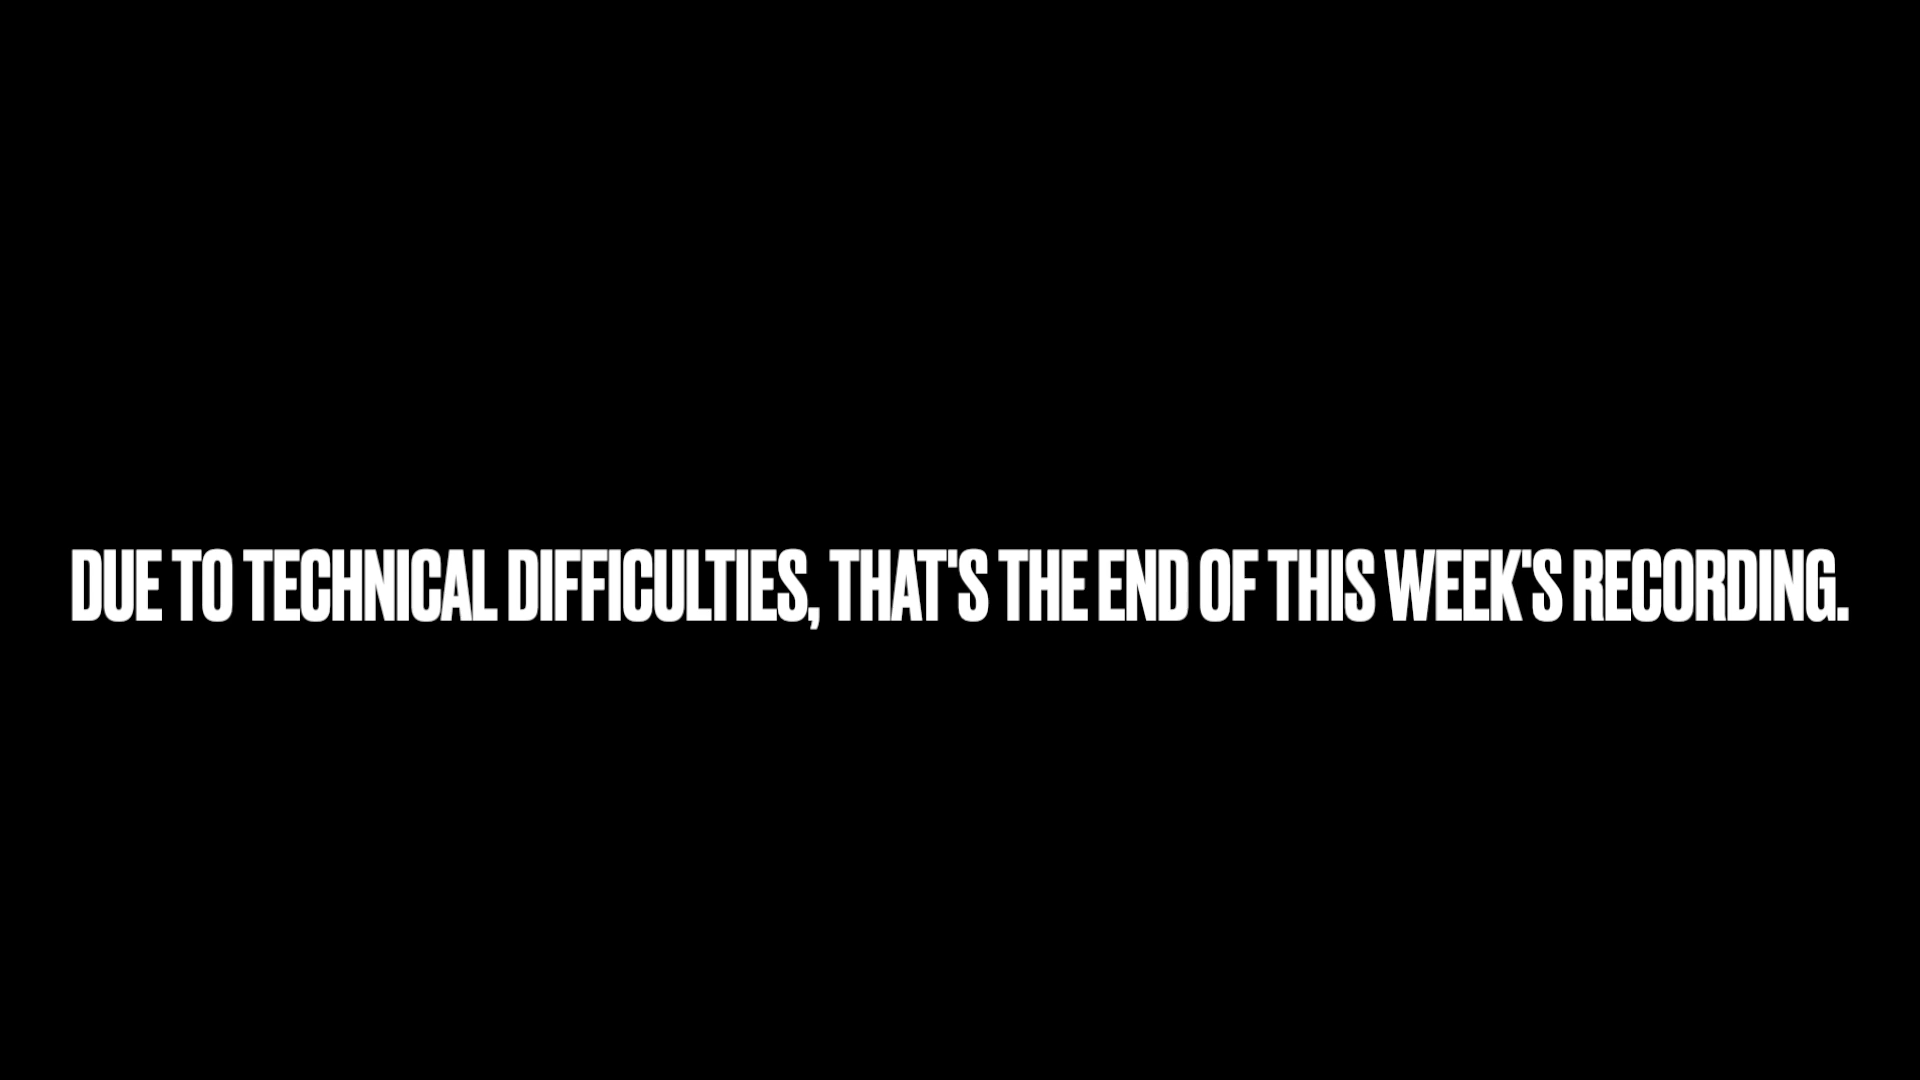 DUE TO TECHNICAL DIFFICULTIES, THAT'S THE END OF THIS WEEK'S RECORDING.